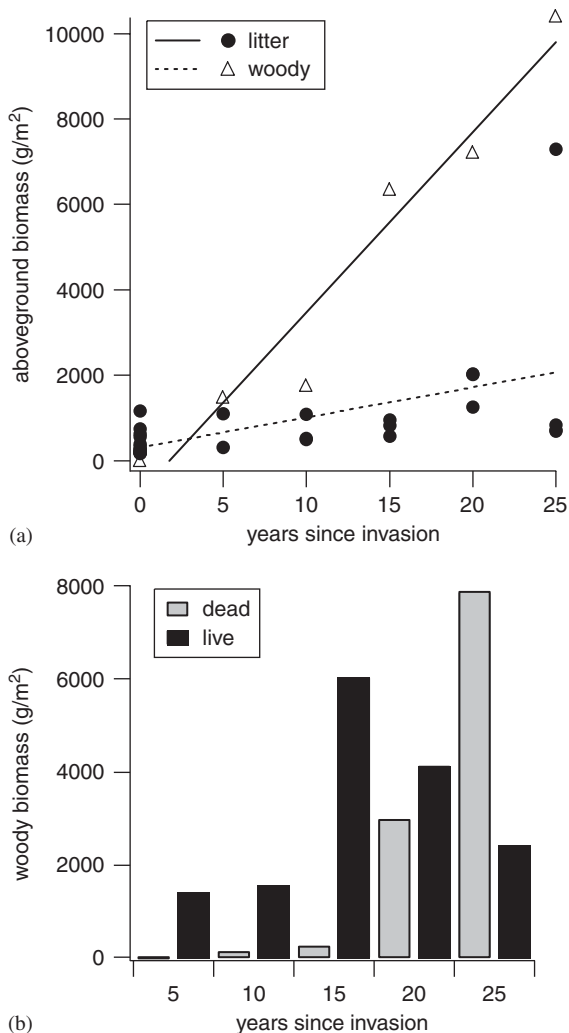 10000
8000
6000
4000
2000
0
aboveground biomass (g/m²)
litter
woody
0 5 10 15 20 25
years since invasion
(a)
8000
6000
4000
2000
0
woody biomass (g/m²)
dead
live
5 10 15 20 25
years since invasion
(b)